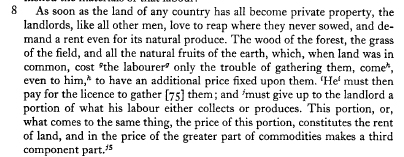 8 As soon as the land of any country has all become private property, the
landlords, like all other men, love to reap where they never sowed, and de-
mand a rent even for its natural produce. The wood of the forest, the grass
of the field, and all the natural fruits of the earth, which, when land was in
common, cost ᵍthe labourerᵍ only the trouble of gathering them, comeʰ,
even to him,ʰ to have an additional price fixed upon them. ⁱHeⁱ must then
pay for the licence to gather [75] them; and ʲmust give up to the landlord a
portion of what his labour either collects or produces. This portion, or,
what comes to the same thing, the price of this portion, constitutes the rent
of land, and in the price of the greater part of commodities makes a third
component part.ʲ⁵